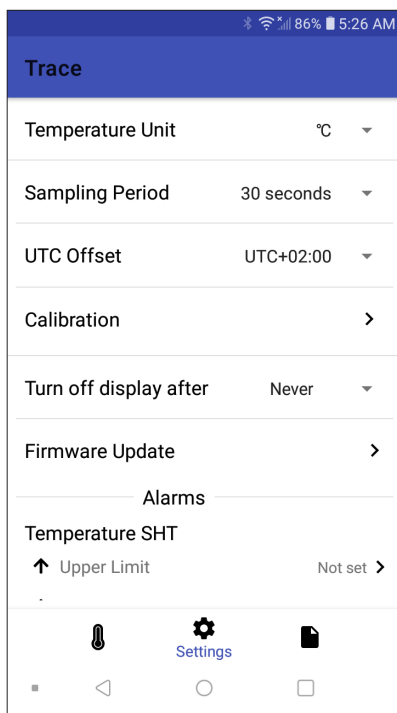 86% 5:26 AM
Trace
Temperature Unit °C
Sampling Period 30 seconds
UTC Offset UTC+02:00
Calibration
Turn off display after Never
Firmware Update
Alarms
Temperature SHT
Upper Limit Not set
Settings